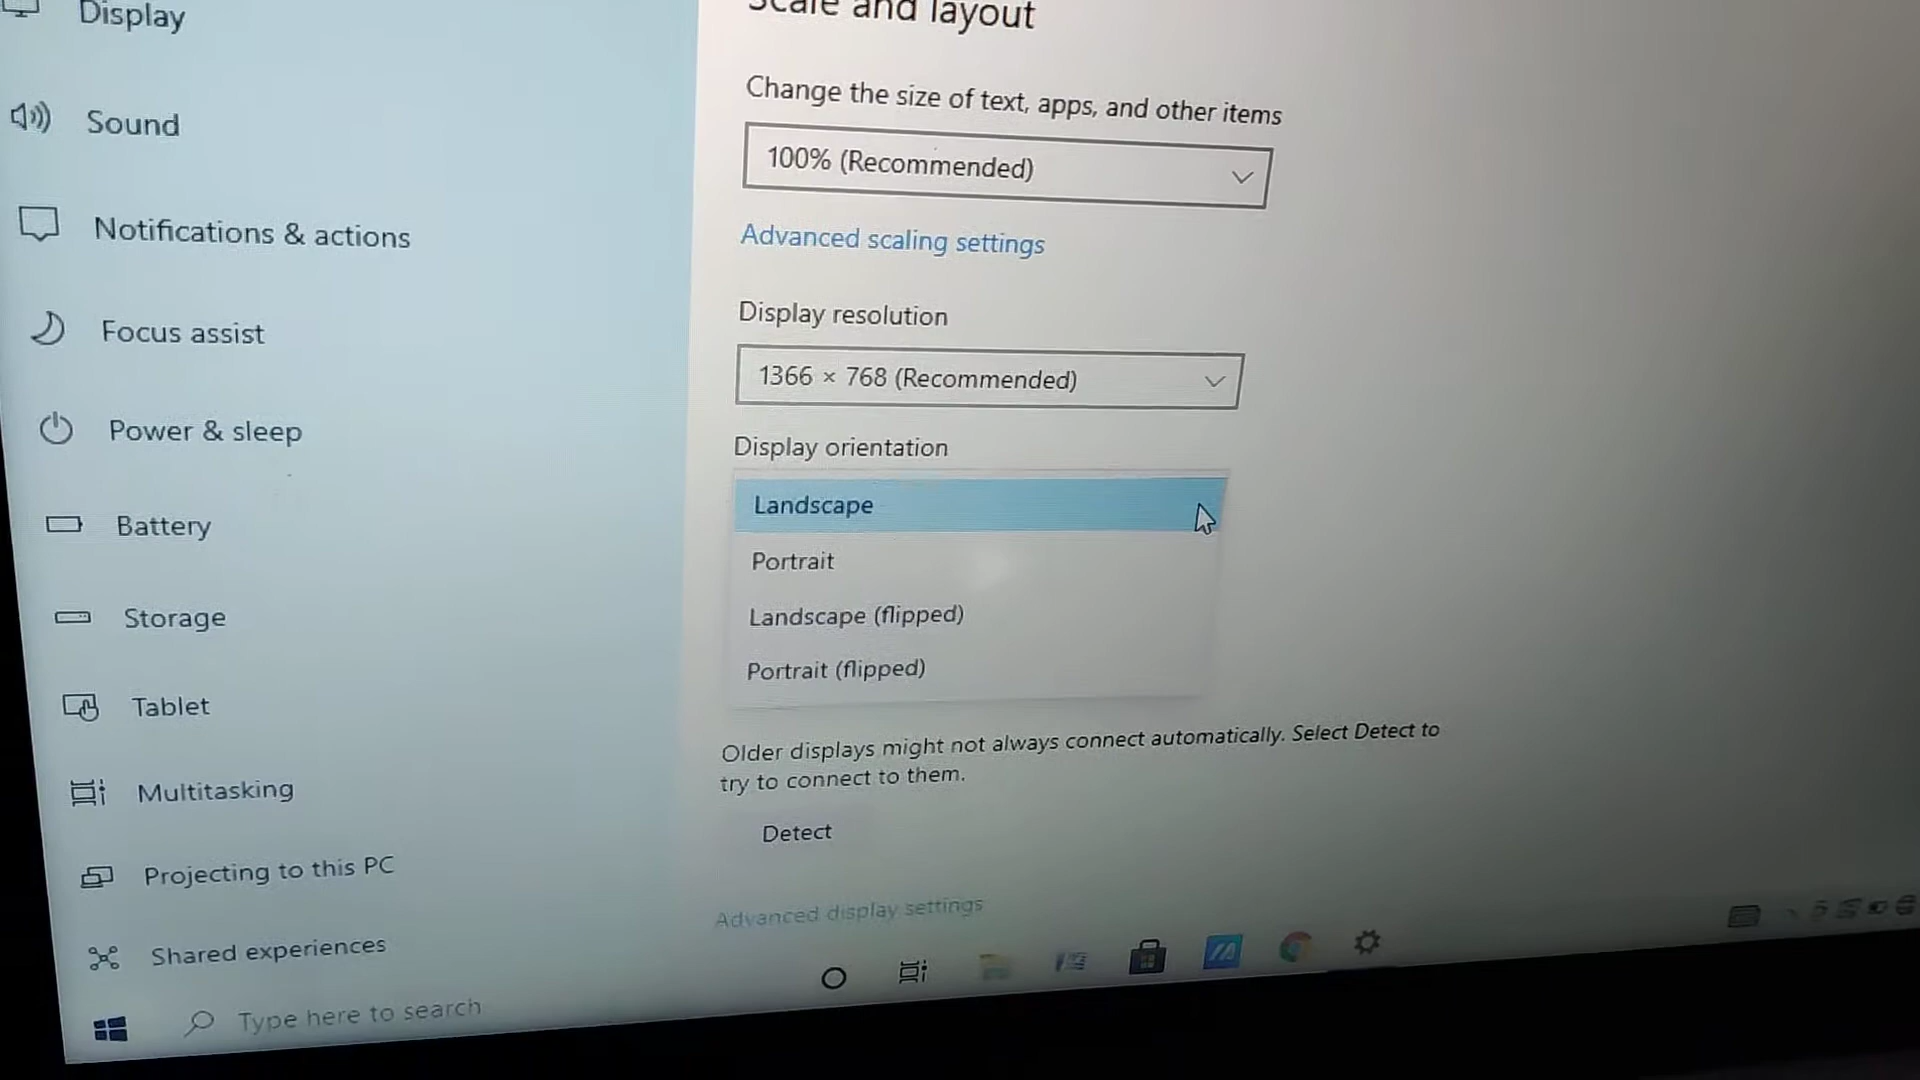 Display
Sound
Notifications & actions
Focus assist
Power & sleep
Battery
Storage
Tablet
Multitasking
Projecting to this PC
Shared experiences
Type here to search
Scale and layout
Change the size of text, apps, and other items
100% (Recommended)
Advanced scaling settings
Display resolution
1366 × 768 (Recommended)
Display orientation
Landscape
Portrait
Landscape (flipped)
Portrait (flipped)
Older displays might not always connect automatically. Select Detect to
try to connect to them.
Detect
Advanced display settings